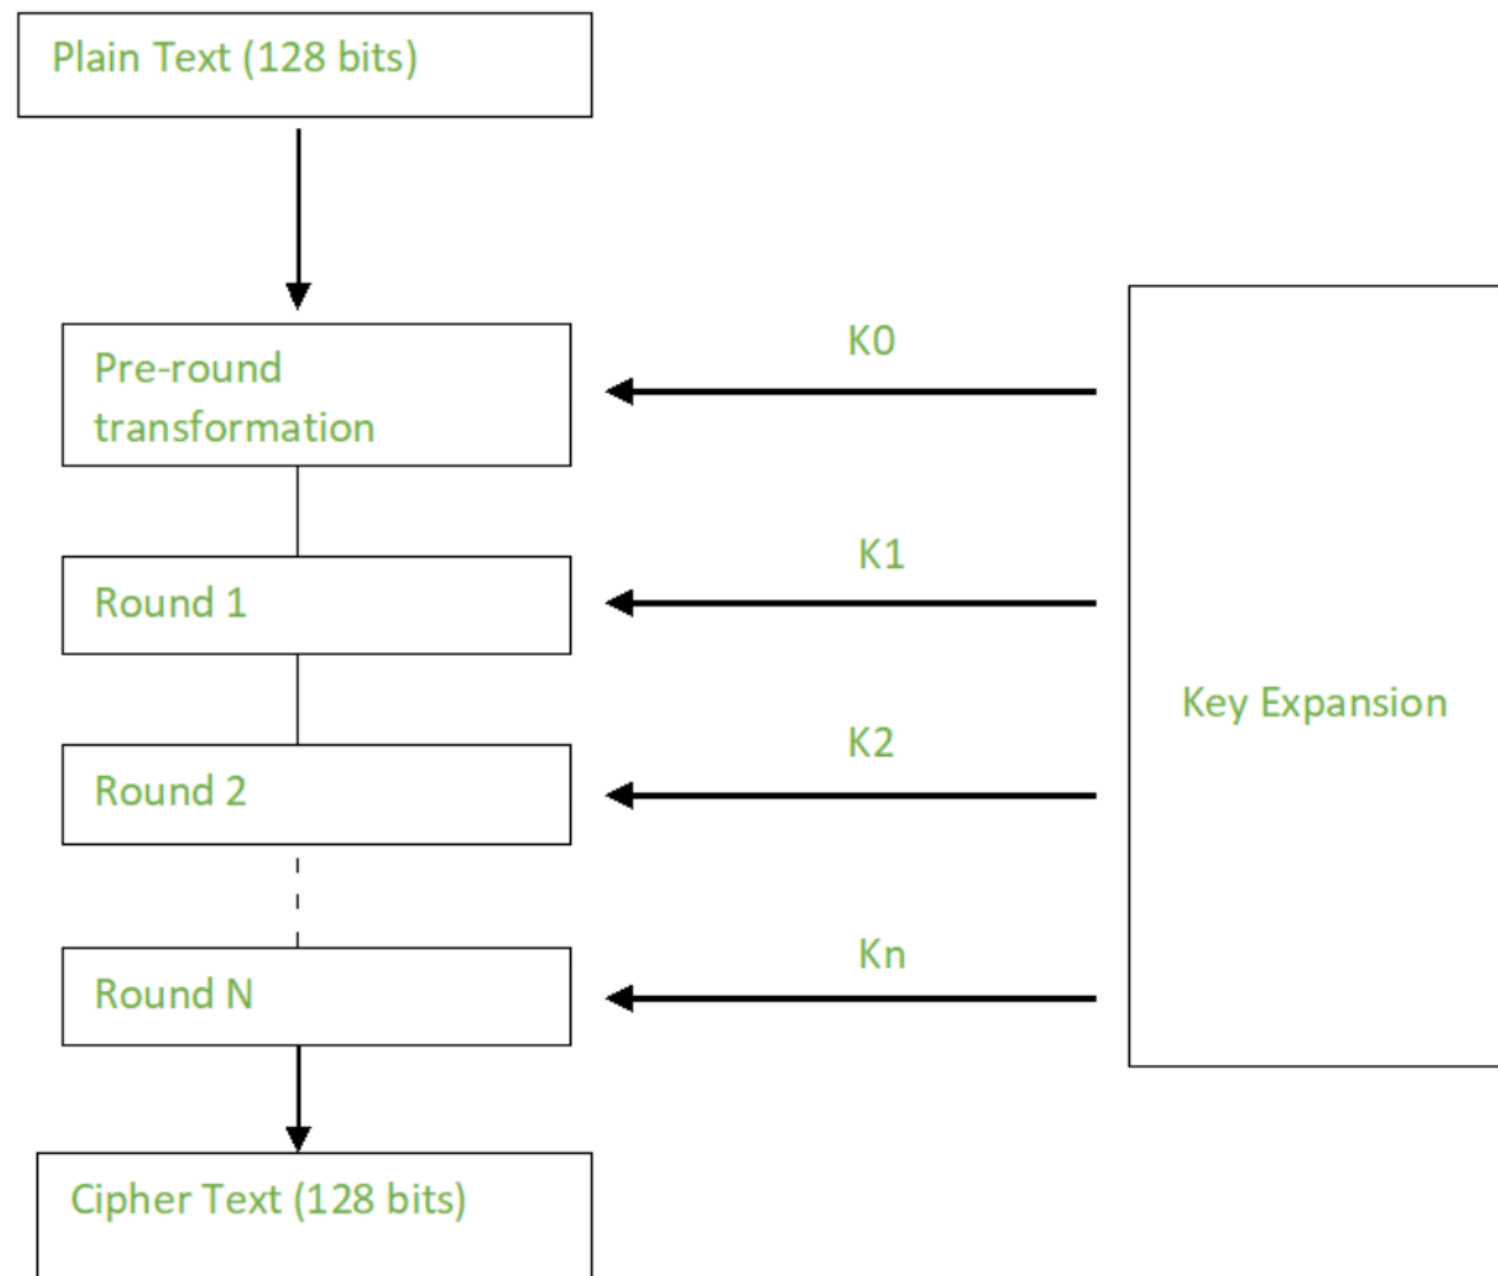 Plain Text (128 bits)
Pre-round
transformation
K0
Round 1
K1
Key Expansion
Round 2
K2
Round N
Kn
Cipher Text (128 bits)